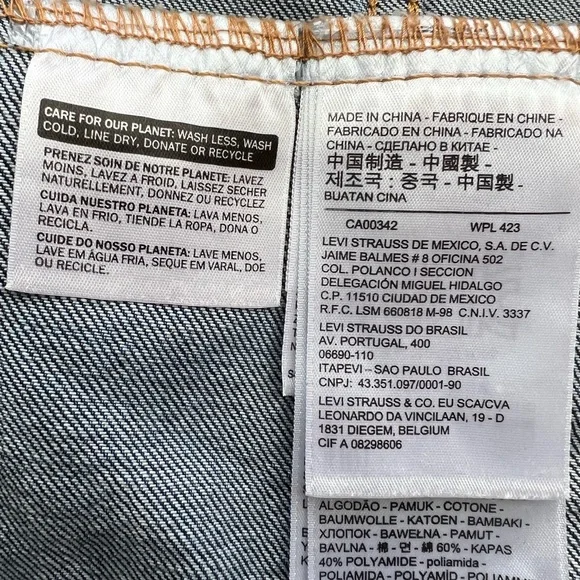 CARE FOR OUR PLANET: WASH LESS, WASH
COLD, LINE DRY, DONATE OR RECYCLE
PRENEZ SOIN DE NOTRE PLANETE: LAVEZ
MOINS, LAVEZ A FROID, LAISSEZ SECHER
NATURELLEMENT. DONNEZ OU RECYCLEZ
CUIDA NUESTRO PLANETA: LAVA MENOS,
LAVA EN FRIO, TIENDE LA ROPA, DONA O
RECICLA.
CUIDE DO NOSSO PLANETA: LAVE MENOS,
LAVE EM ÁGUA FRIA, SEQUE EM VARAL, DOE
OU RECICLE.
MADE IN CHINA - FABRIQUE EN CHINE -
FABRICADO EN CHINA - FABRICADO NA
CHINA - СДЕЛАНО В КИТАЕ -
中国制造 - 中國製 -
제조국 : 중국 - 中国製 -
BUATAN CINA
CA00342 WPL 423
LEVI STRAUSS DE MEXICO, S.A. DE C.V.
JAIME BALMES # 8 OFICINA 502
COL. POLANCO I SECCION
DELEGACIÓN MIGUEL HIDALGO
C.P. 11510 CIUDAD DE MEXICO
R.F.C. LSM 660818 M-98 C.N.I.V. 3337
LEVI STRAUSS DO BRASIL
AV. PORTUGAL, 400
06690-110
ITAPEVI – SAO PAULO BRASIL
CNPJ: 43.351.097/0001-90
LEVI STRAUSS & CO. EU SCA/CVA
LEONARDO DA VINCILAAN, 19 - D
1831 DIEGEM, BELGIUM
CIF A 08298606
ALGODÃO - PAMUK - COTONE -
BAUMWOLLE - KATOEN - BAMBAKI -
ХЛОПОК - BAWEŁNA - PAMUT -
BAVLNA - 棉 - 면 - 綿 60% - KAPAS
40% POLYAMIDE - poliamida -
POLIAMIDA - POLYAMID